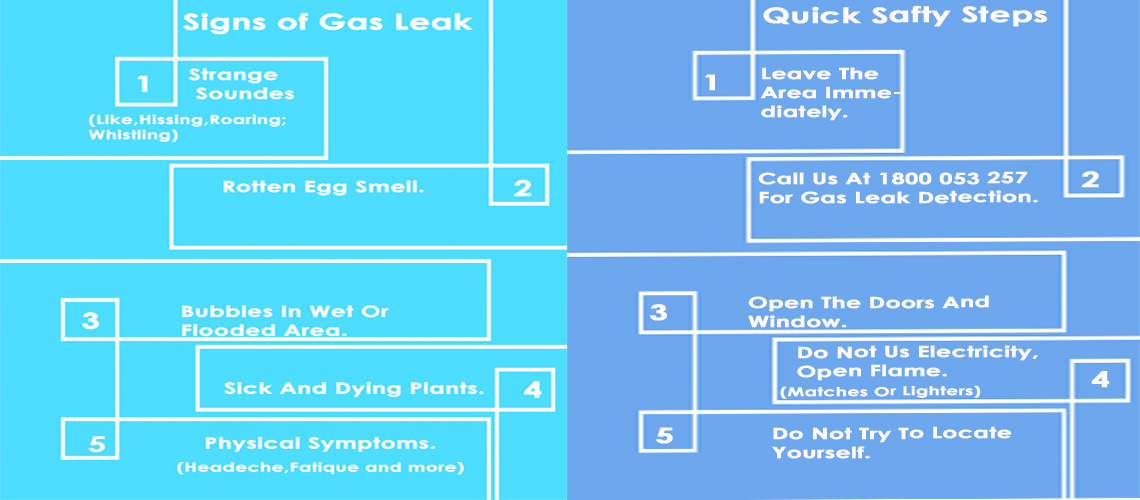 Signs of Gas Leak
1
Strange
Soundes
(Like,Hissing,Roaring;
Whistling)
Rotten Egg Smell.
2
3
Bubbles In Wet Or
Flooded Area.
Sick And Dying Plants.
4
5
Physical Symptoms.
(Headeche,Fatique and more)
Quick Safty Steps
1
Leave The
Area Imme-
diately.
Call Us At 1800 053 257
For Gas Leak Detection.
2
3
Open The Doors And
Window.
Do Not Us Electricity,
Open Flame.
(Matches Or Lighters)
4
5
Do Not Try To Locate
Yourself.